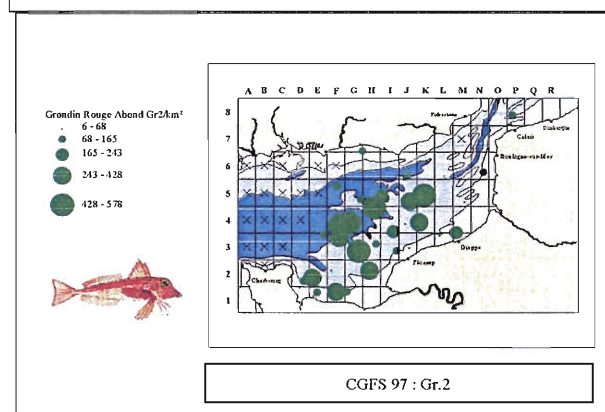 A B C D E F G H I J K L M N O P Q R
Grondin Rouge Abond Gr2/km²
6 - 68
68 - 165
165 - 243
243 - 428
428 - 578
8
7
6
5
4
3
2
1
Calais
Dunkerque
Boulogne-sur-Mer
Dieppe
Fécamp
Cherbourg
CGFS 97 : Gr.2